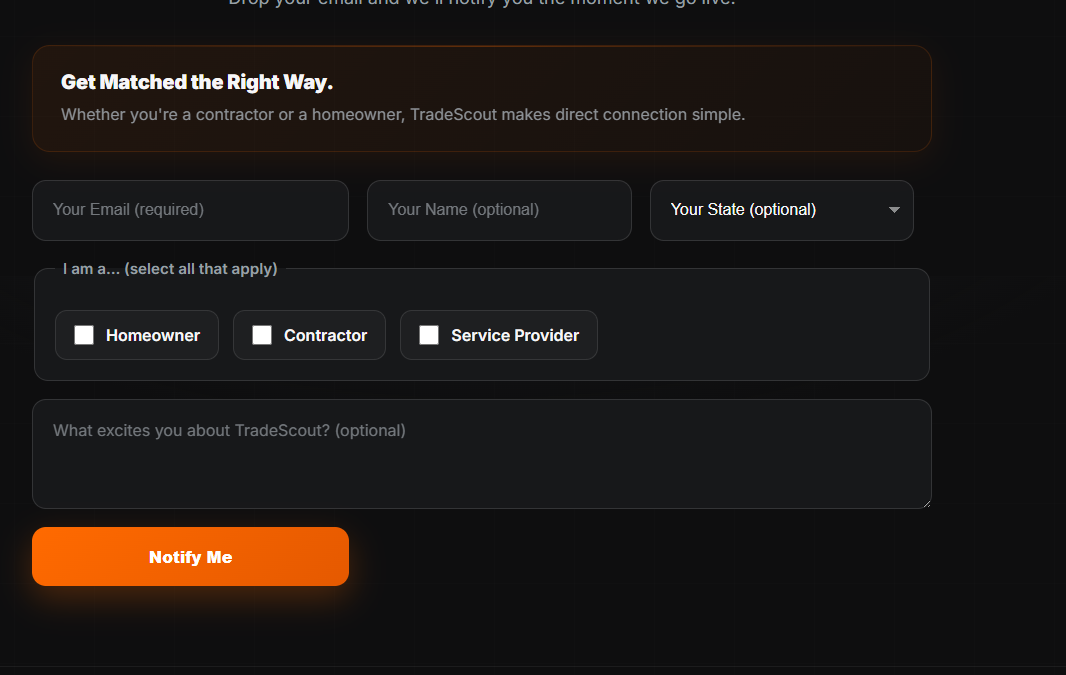 Drop your email and we'll notify you the moment we go live.
Get Matched the Right Way.
Whether you're a contractor or a homeowner, TradeScout makes direct connection simple.
Your Email (required)
Your Name (optional)
Your State (optional)
I am a... (select all that apply)
Homeowner
Contractor
Service Provider
What excites you about TradeScout? (optional)
Notify Me